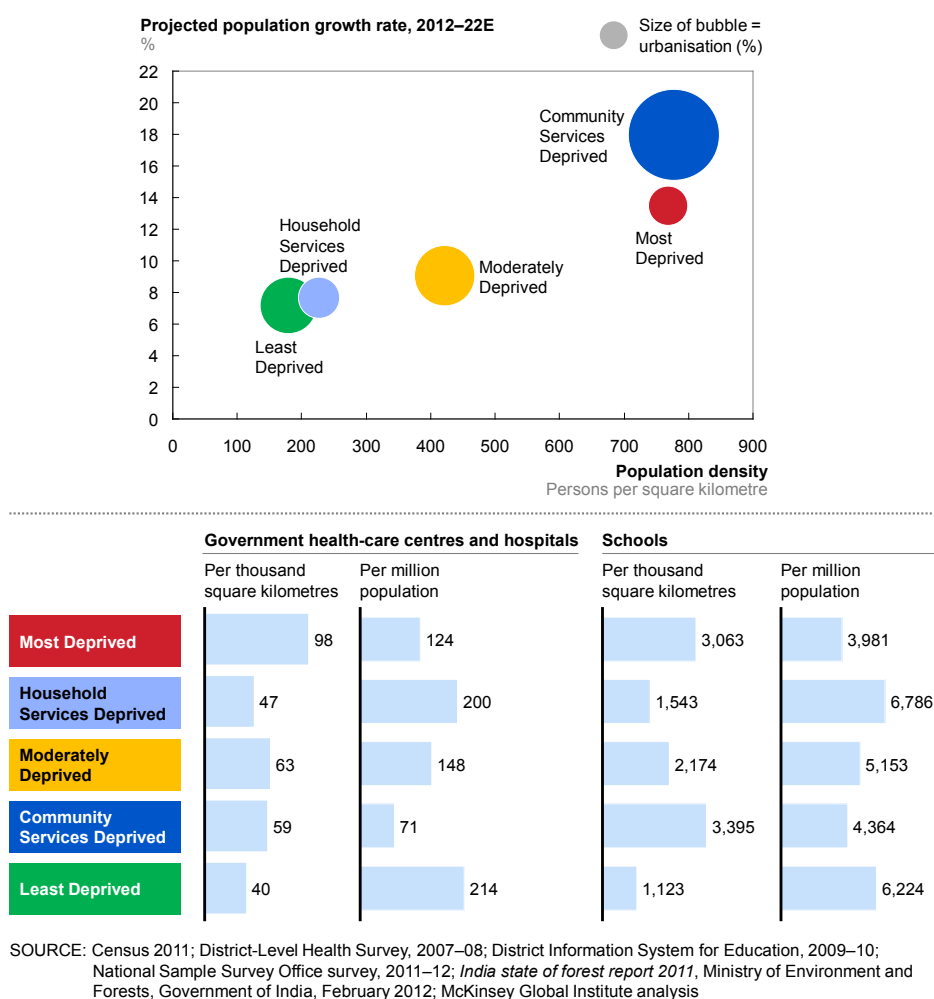 Projected population growth rate, 2012–22E
%
Size of bubble =
urbanisation (%)
22
20
18
16
14
12
10
8
6
4
2
0
Community
Services
Deprived
Most
Deprived
Household
Services
Deprived
Moderately
Deprived
Least
Deprived
0 100 200 300 400 500 600 700 800 900
Population density
Persons per square kilometre
Government health-care centres and hospitals Schools
Per thousand
square kilometres
Per million
population
Per thousand
square kilometres
Per million
population
Most Deprived 98 124 3,063 3,981
Household
Services Deprived 47 200 1,543 6,786
Moderately
Deprived 63 148 2,174 5,153
Community
Services Deprived 59 71 3,395 4,364
Least Deprived 40 214 1,123 6,224
SOURCE: Census 2011; District-Level Health Survey, 2007–08; District Information System for Education, 2009–10;
National Sample Survey Office survey, 2011–12; India state of forest report 2011, Ministry of Environment and
Forests, Government of India, February 2012; McKinsey Global Institute analysis